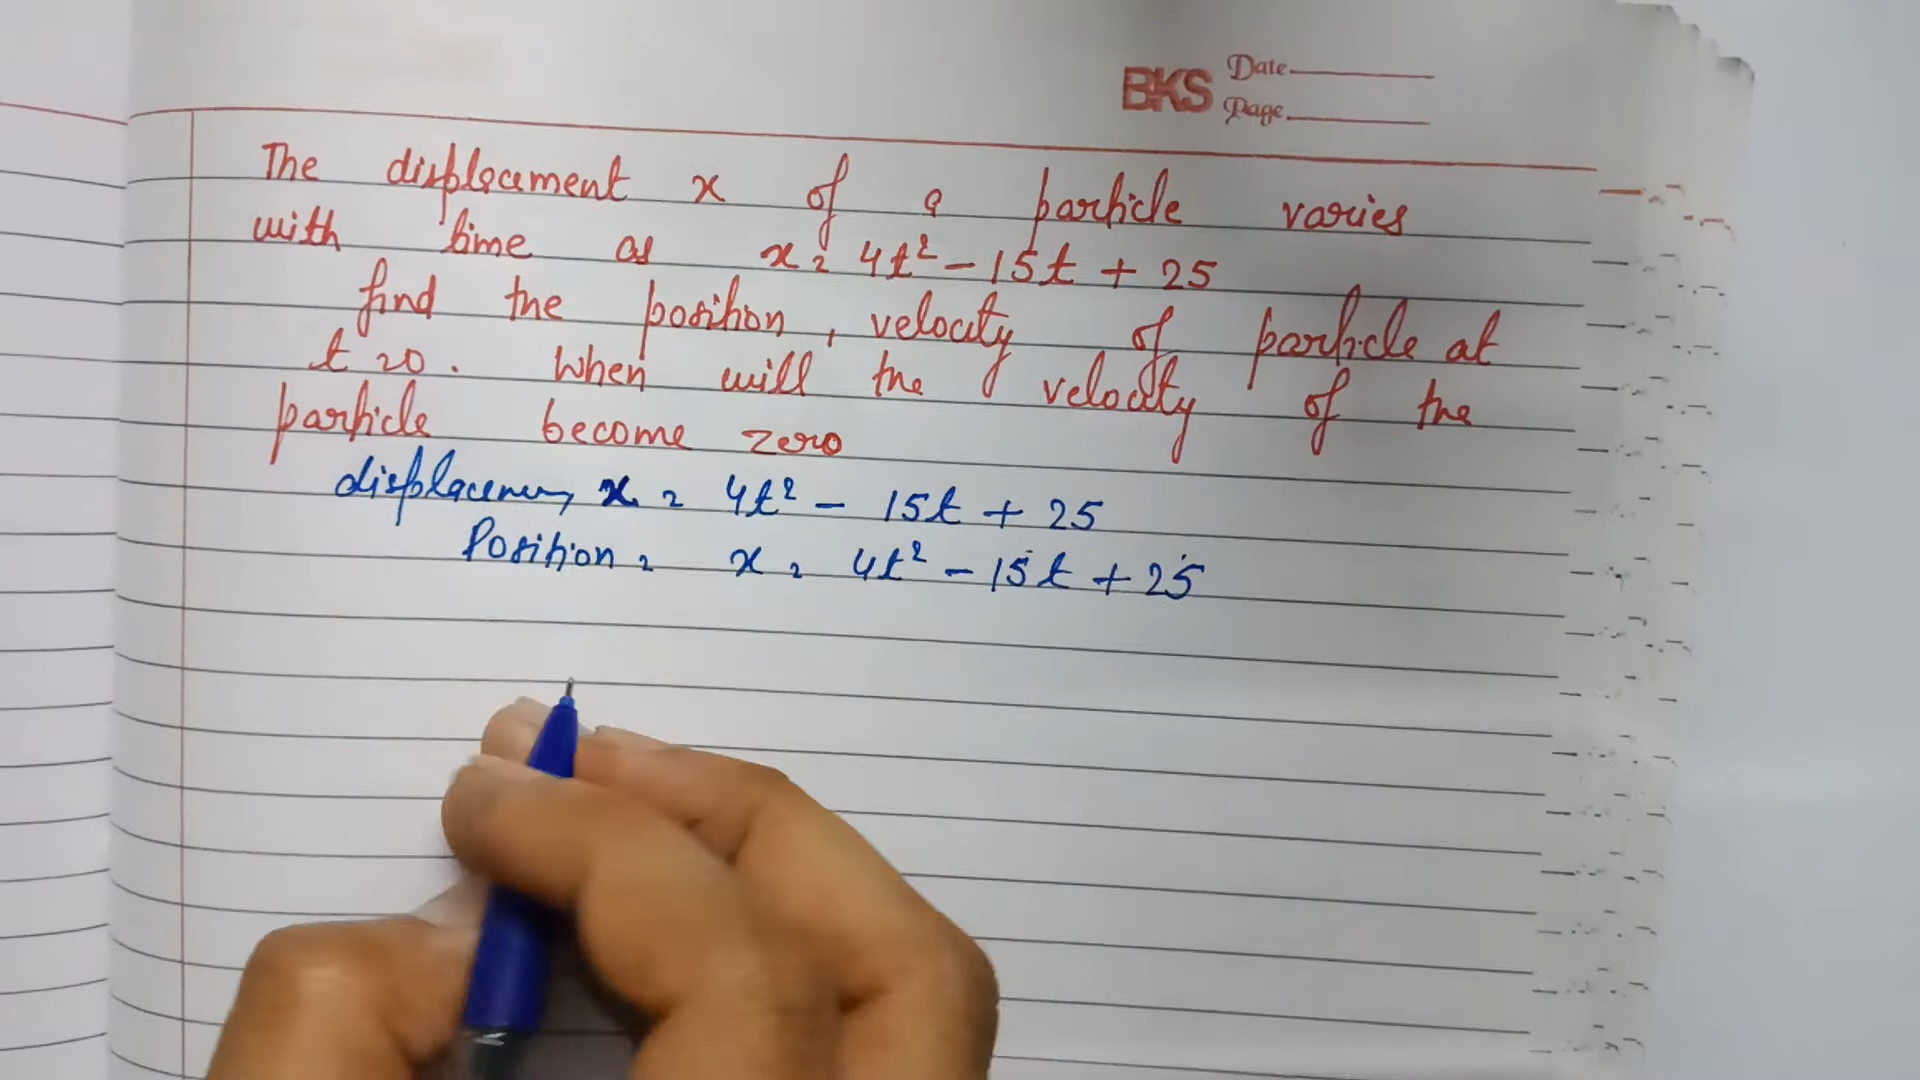 BKS Date
Page
The displacement x of a particle varies
with time as x = 4t² - 15t + 25
find the position, velocity of particle at
t = 0. When will the velocity of the
particle become zero
x = 4t² - 15t + 25
Position = x = 4t² - 15t + 25